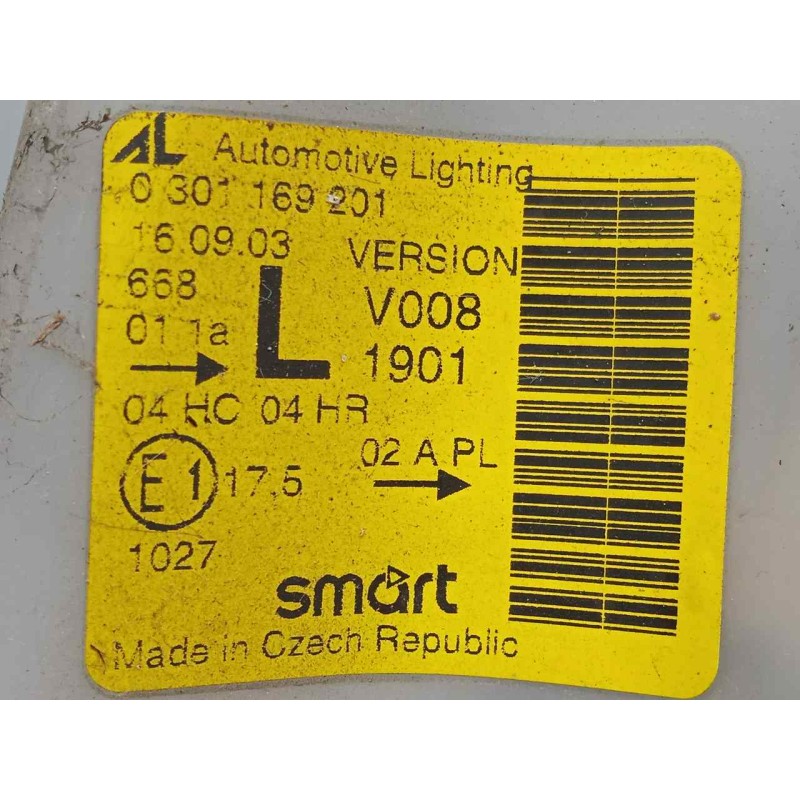 AL Automotive Lighting
0 301 169 201
16.09.03 VERSION
668 L V008
01 1a 1901
04 HC 04 HR
02 A PL
E1 17,5
1027
smart
Made in Czech Republic